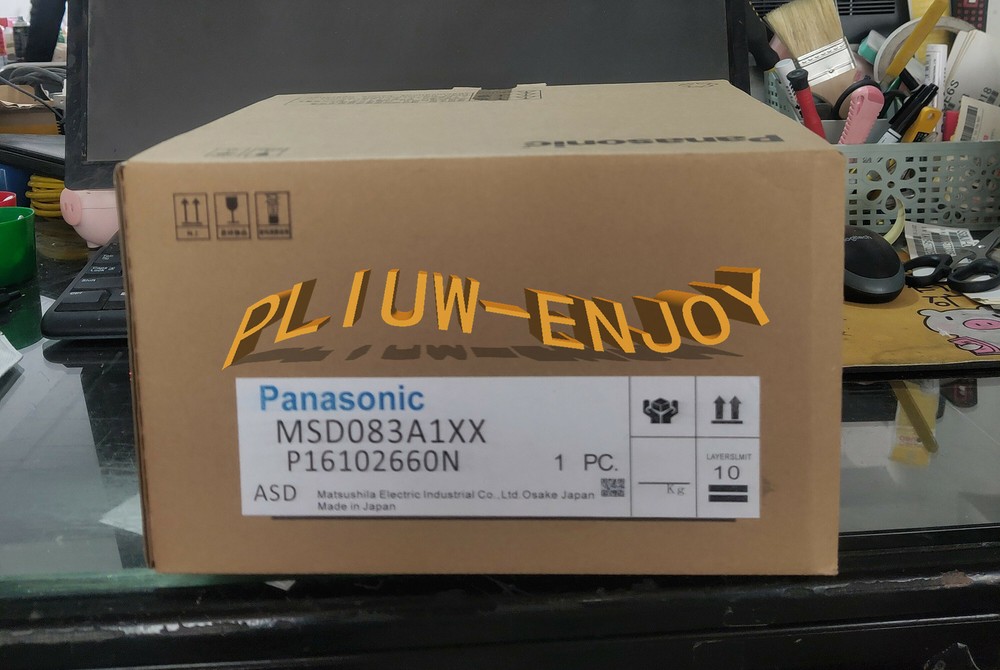 Panasonic
PLIUW-ENJOY
Panasonic
MSD083A1XX
P16102660N
1 PC.
ASD
Matsushila Electric Industrial Co.,Ltd.Osake Japan
Made in Japan
Kg
LAYERSLMIT
10